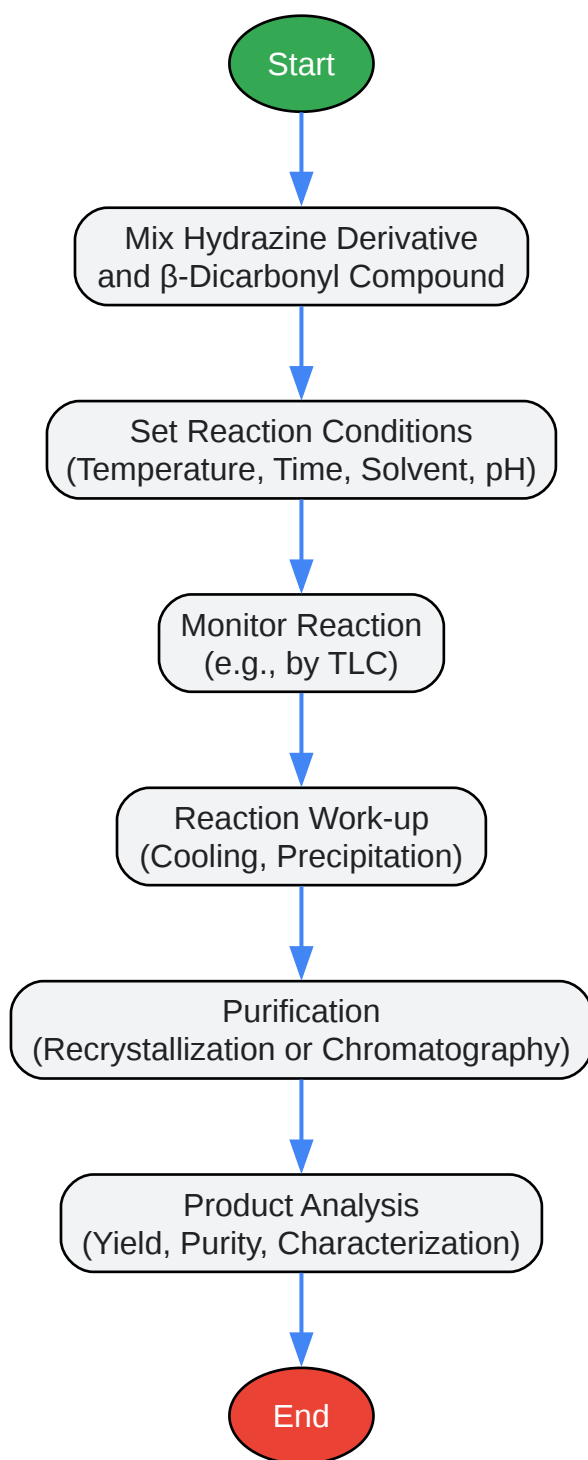 Start
Mix Hydrazine Derivative
and β-Dicarbonyl Compound
Set Reaction Conditions
(Temperature, Time, Solvent, pH)
Monitor Reaction
(e.g., by TLC)
Reaction Work-up
(Cooling, Precipitation)
Purification
(Recrystallization or Chromatography)
Product Analysis
(Yield, Purity, Characterization)
End